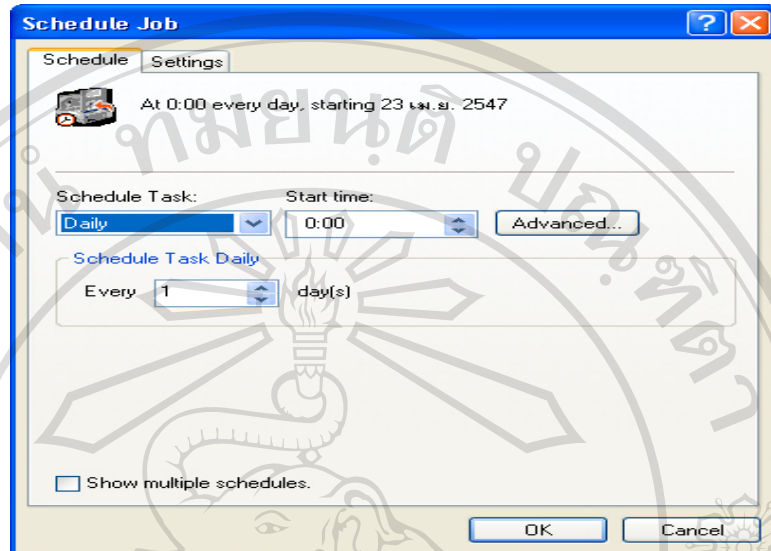 Schedule Job
Schedule Settings
At 0:00 every day, starting 23 เม.ย. 2547
Schedule Task: Start time:
Daily 0:00 Advanced...
Schedule Task Daily
Every 1 day(s)
Show multiple schedules.
OK Cancel